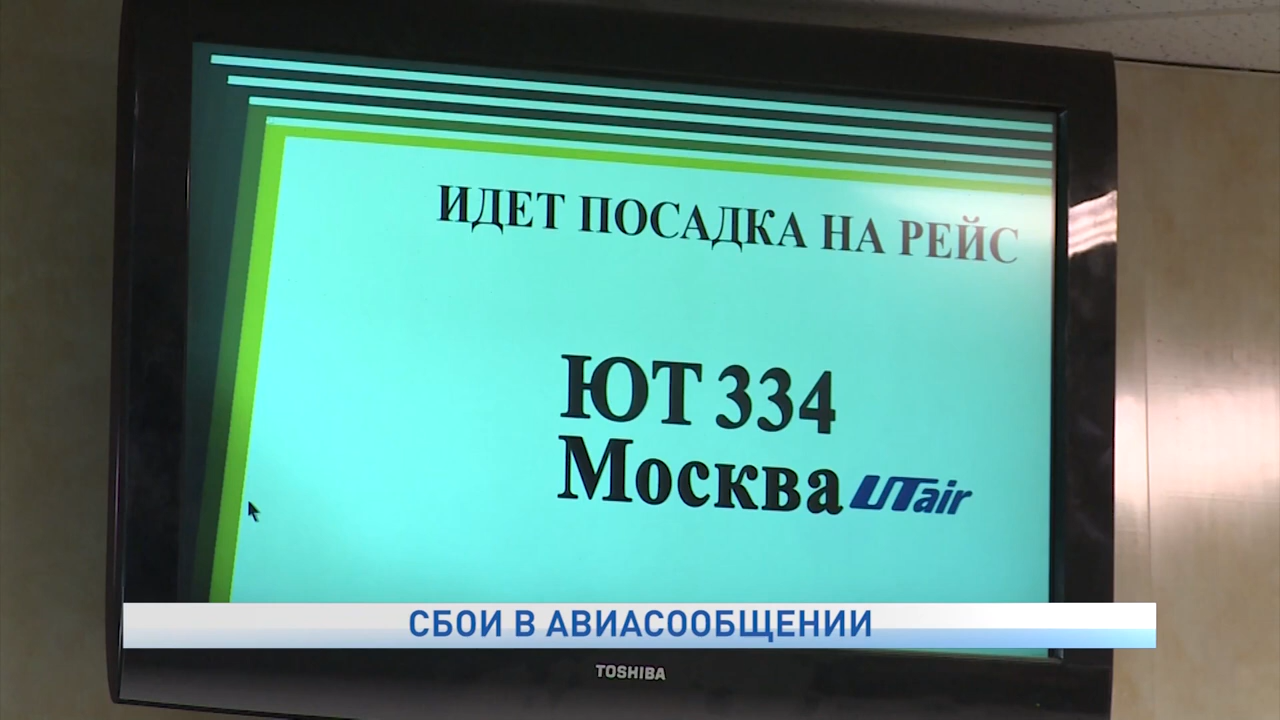 ИДЕТ ПОСАДКА НА РЕЙС
ЮТ 334
Москва UTair
СБОИ В АВИАСООБЩЕНИИ
TOSHIBA